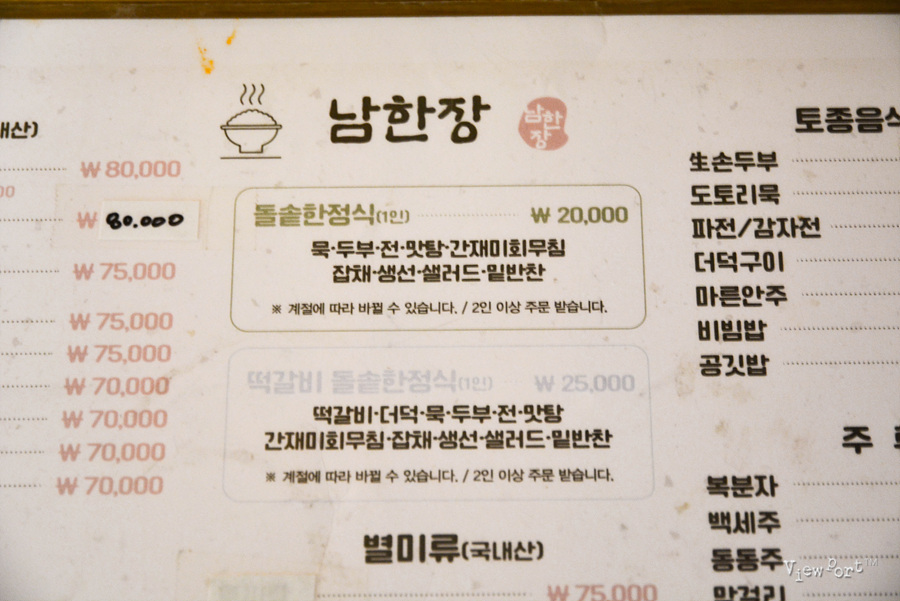 내산)
₩ 80,000
₩ 80.000
₩ 75,000
₩ 75,000
₩ 75,000
₩ 70,000
₩ 70,000
₩ 70,000
₩ 70,000
남한장
남한
장
돌솥한정식(1인) ₩ 20,000
묵·두부·전·맛탕·간재미회무침
잡채·생선·샐러드·밑반찬
※ 계절에 따라 바뀔 수 있습니다. / 2인 이상 주문 받습니다.
떡갈비 돌솥한정식(1인) ₩ 25,000
떡갈비·더덕·묵·두부·전·맛탕
간재미회무침·잡채·생선·샐러드·밑반찬
※ 계절에 따라 바뀔 수 있습니다. / 2인 이상 주문 받습니다.
별미류(국내산)
₩ 75,000
토종음식
生손두부
도토리묵
파전/감자전
더덕구이
마른안주
비빔밥
공깃밥
주
복분자
백세주
동동주
막걸리
ViewPort™